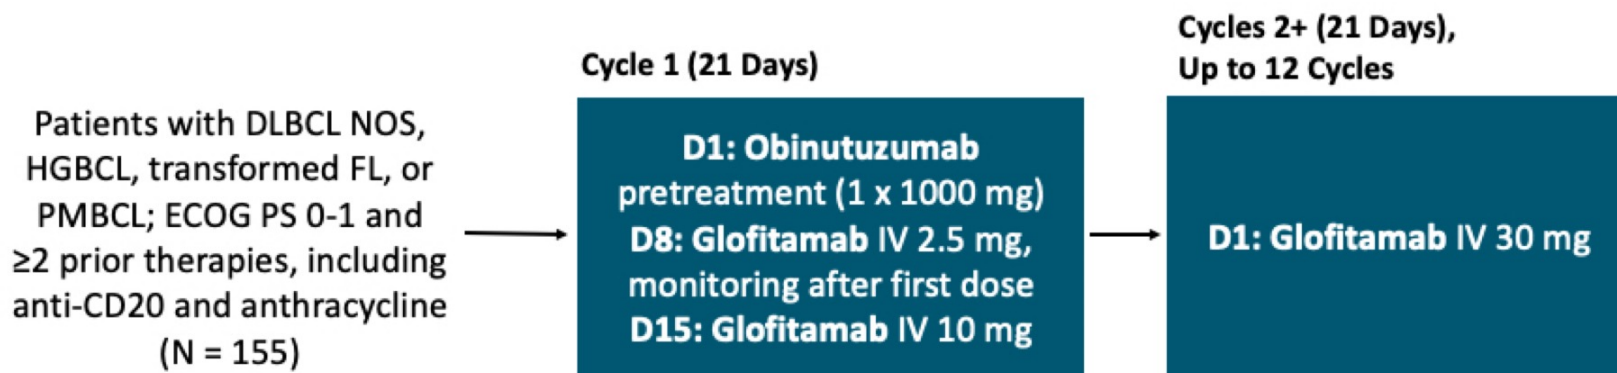 Patients with DLBCL NOS,
HGBCL, transformed FL, or
PMBCL; ECOG PS 0-1 and
≥2 prior therapies, including
anti-CD20 and anthracycline
(N = 155)
Cycle 1 (21 Days)
D1: Obinutuzumab
pretreatment (1 x 1000 mg)
D8: Glofitamab IV 2.5 mg,
monitoring after first dose
D15: Glofitamab IV 10 mg
Cycles 2+ (21 Days),
Up to 12 Cycles
D1: Glofitamab IV 30 mg